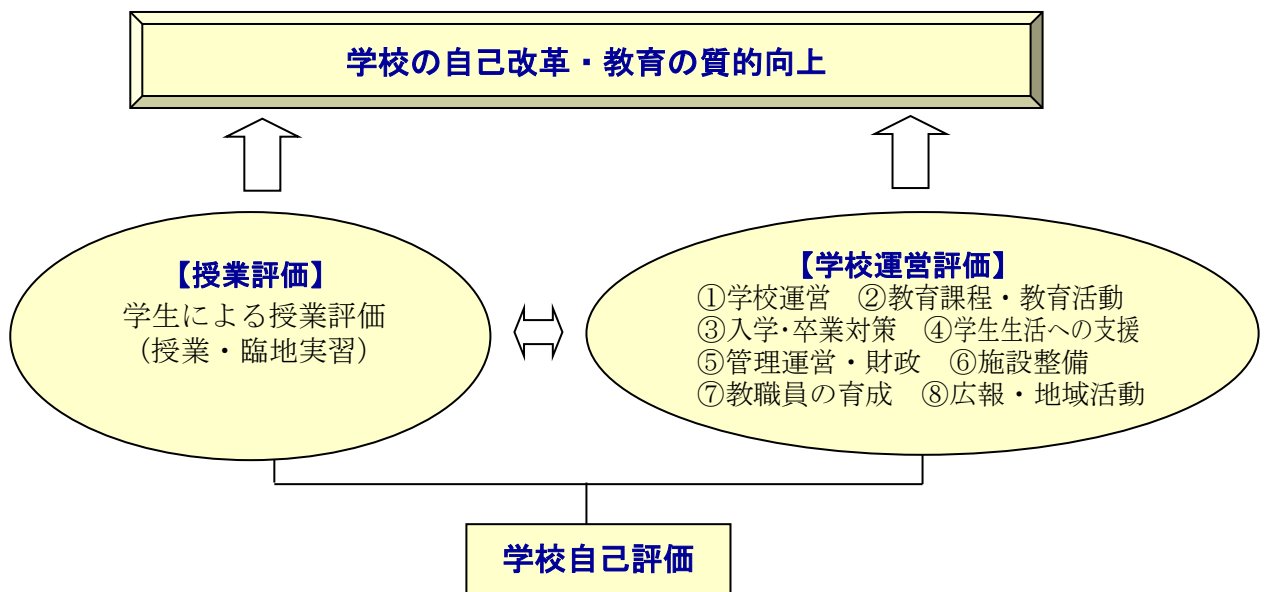 学校の自己改革・教育の質的向上
【授業評価】
学生による授業評価
（授業・臨地実習）
【学校運営評価】
①学校運営　②教育課程・教育活動
③入学・卒業対策　④学生生活への支援
⑤管理運営・財政　⑥施設整備
⑦教職員の育成　⑧広報・地域活動
学校自己評価